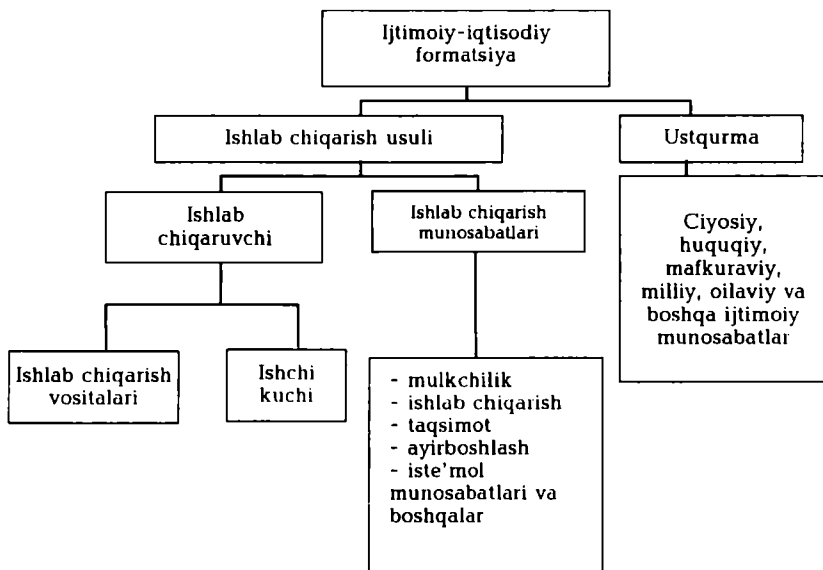 Ijtimoiy-iqtisodiy
formatsiya
Ishlab chiqarish usuli
Ustqurma
Ishlab
chiqaruvchi
Ishlab chiqarish
munosabatlari
Ciyosiy,
huquqiy,
mafkuraviy,
milliy, oilaviy va
boshqa ijtimoiy
munosabatlar
Ishlab chiqarish
vositalari
Ishchi
kuchi
- mulkchilik
- ishlab chiqarish
- taqsimot
- ayirboshlash
- iste'mol
munosabatlari va
boshqalar